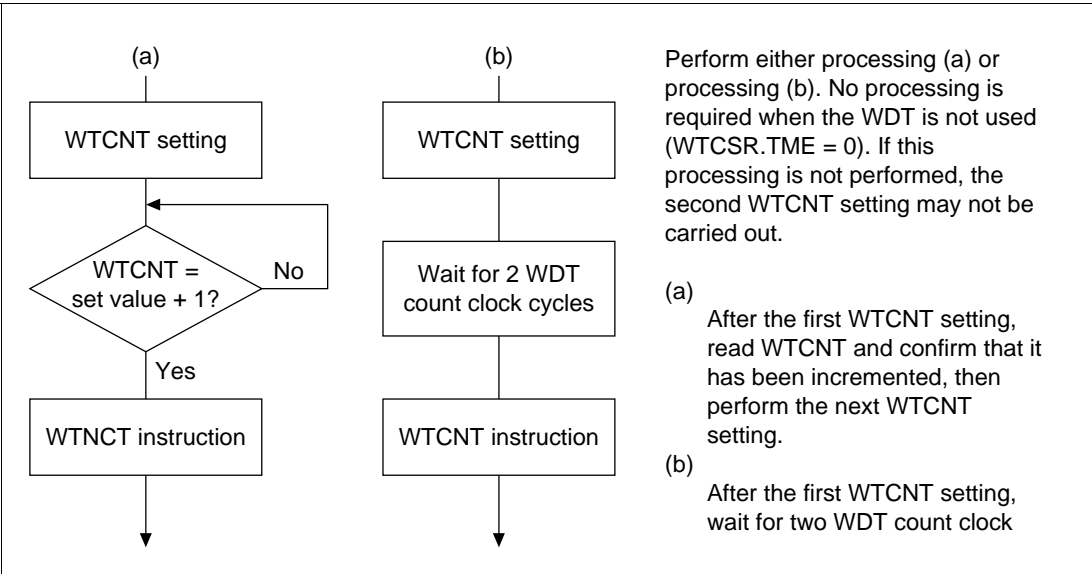 (a)
WTCNT setting
WTCNT =
set value + 1?
No
Yes
WTNCT instruction
(b)
WTCNT setting
Wait for 2 WDT
count clock cycles
WTCNT instruction
Perform either processing (a) or
processing (b). No processing is
required when the WDT is not used
(WTCSR.TME = 0). If this
processing is not performed, the
second WTCNT setting may not be
carried out.
(a)
After the first WTCNT setting,
read WTCNT and confirm that it
has been incremented, then
perform the next WTCNT
setting.
(b)
After the first WTCNT setting,
wait for two WDT count clock